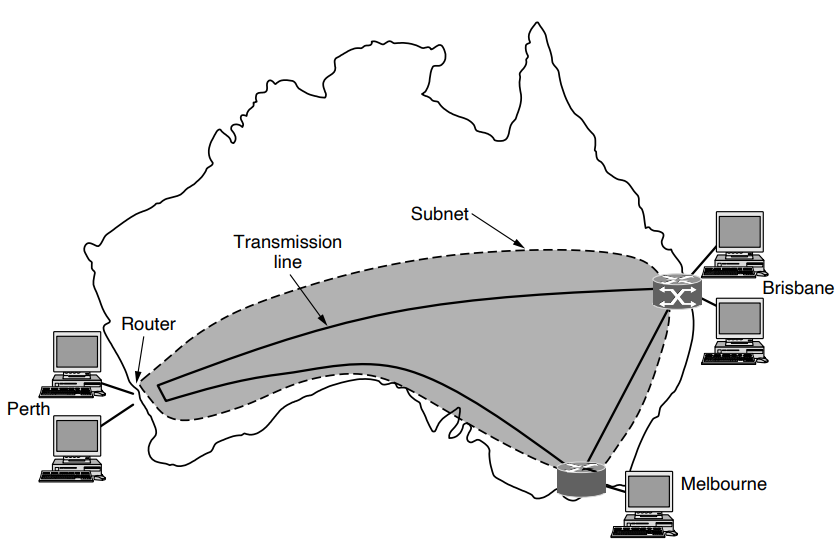 Subnet
Transmission
line
Brisbane
Router
Perth
Melbourne